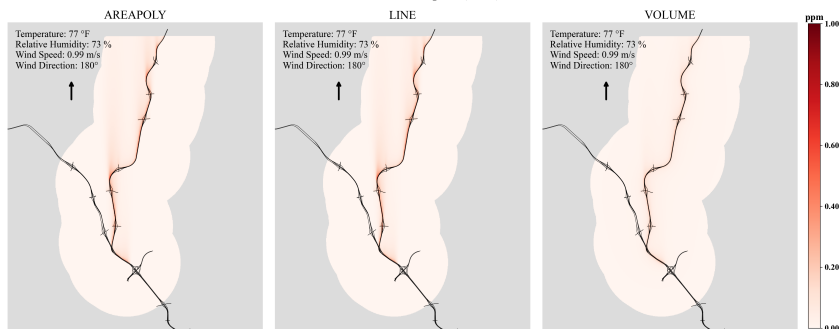 AREAPOLY
Temperature: 77 °F
Relative Humidity: 73 %
Wind Speed: 0.99 m/s
Wind Direction: 180°
LINE
Temperature: 77 °F
Relative Humidity: 73 %
Wind Speed: 0.99 m/s
Wind Direction: 180°
VOLUME
Temperature: 77 °F
Relative Humidity: 73 %
Wind Speed: 0.99 m/s
Wind Direction: 180°
ppm
1.00
0.80
0.60
0.40
0.20
0.00